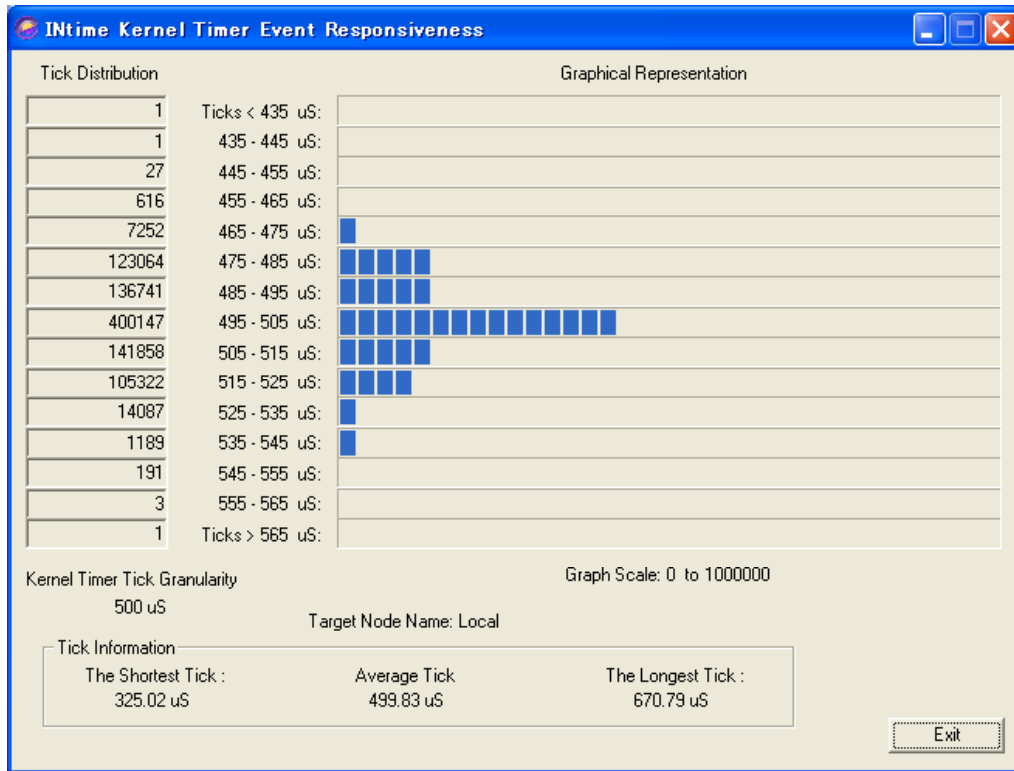 INtime Kernel Timer Event Responsiveness
Tick Distribution Graphical Representation
1 Ticks < 435 uS:
1 435 - 445 uS:
27 445 - 455 uS:
616 455 - 465 uS:
7252 465 - 475 uS:
123064 475 - 485 uS:
136741 485 - 495 uS:
400147 495 - 505 uS:
141858 505 - 515 uS:
105322 515 - 525 uS:
14087 525 - 535 uS:
1189 535 - 545 uS:
191 545 - 555 uS:
3 555 - 565 uS:
1 Ticks > 565 uS:
Kernel Timer Tick Granularity Graph Scale: 0 to 1000000
500 uS
Target Node Name: Local
Tick Information
The Shortest Tick : Average Tick The Longest Tick :
325.02 uS 499.83 uS 670.79 uS
Exit